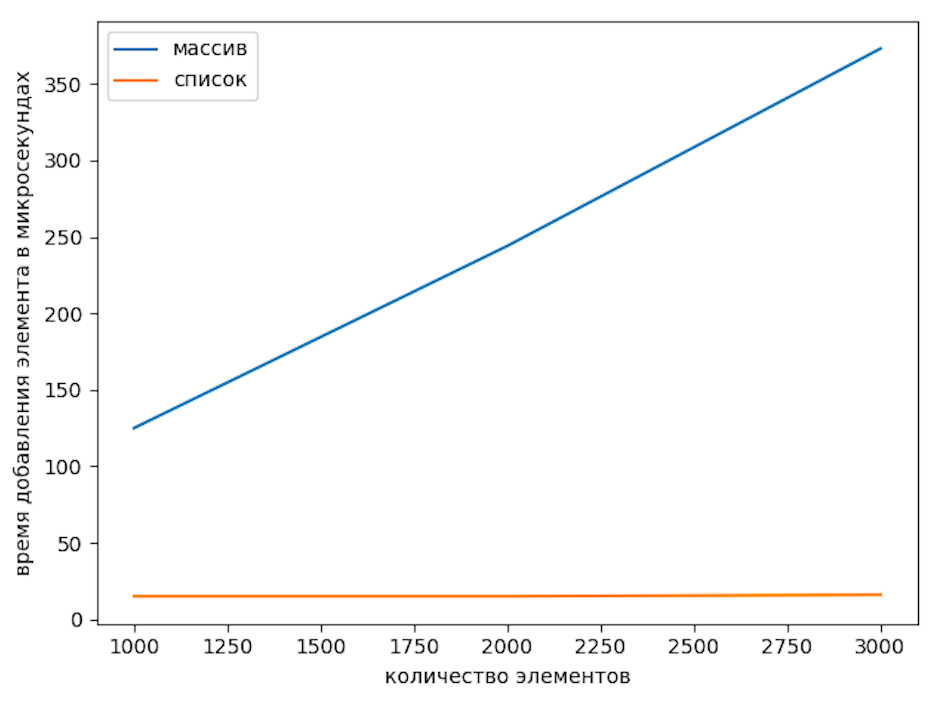 массив
список
время добавления элемента в микросекундах
350
300
250
200
150
100
50
0
1000 1250 1500 1750 2000 2250 2500 2750 3000
количество элементов